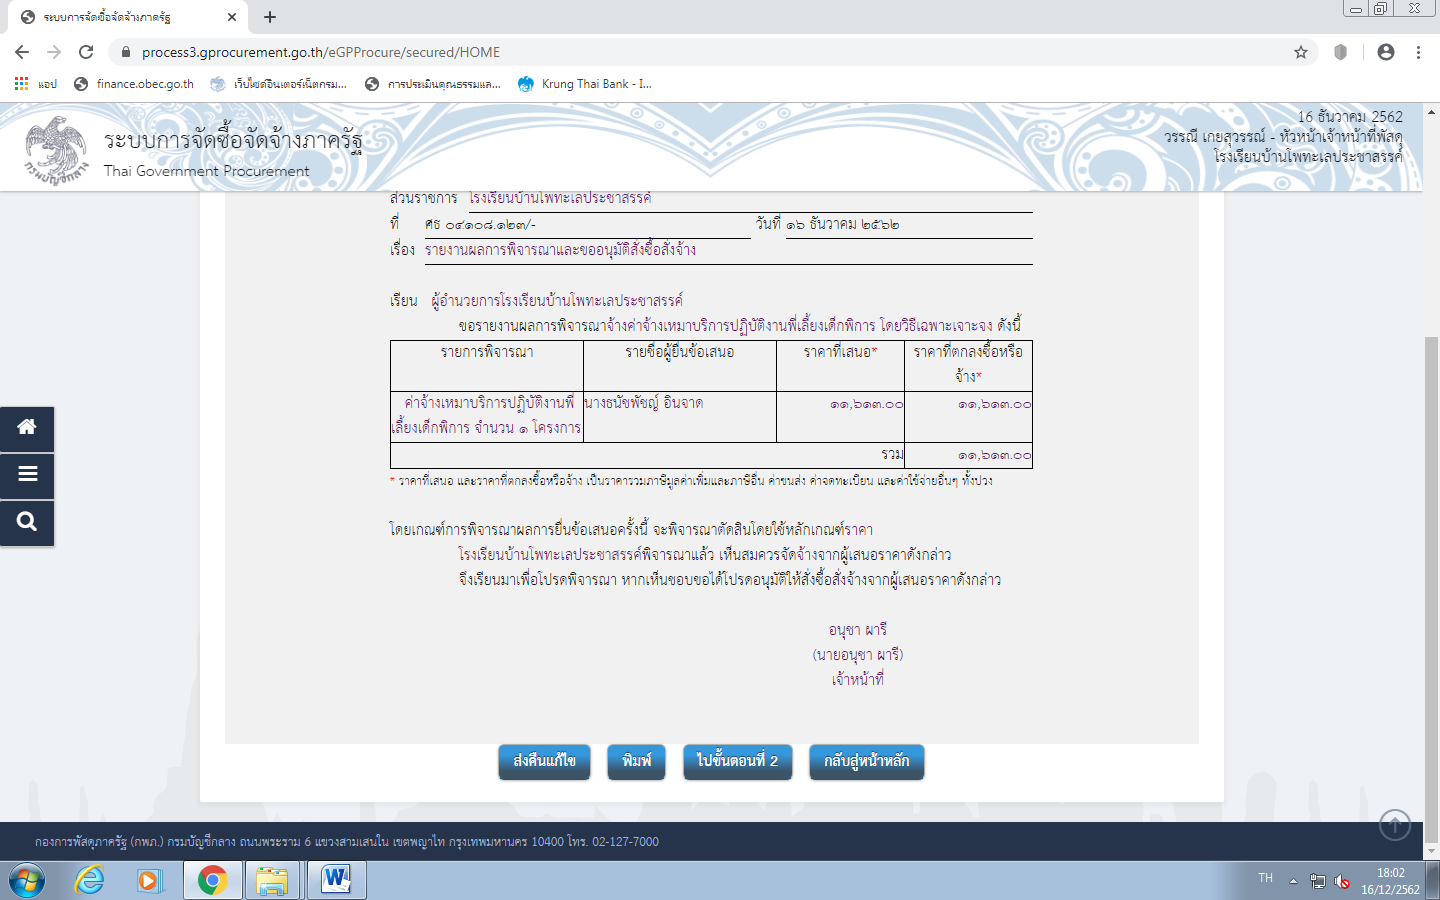 ระบบการจัดซื้อจัดจ้างภาครัฐ
process3.gprocurement.go.th/eGPProcure/secured/HOME
แอป
finance.obec.go.th
เว็บไซต์อินเตอร์เน็ตกรม...
การประเมินคุณธรรมแล...
Krung Thai Bank - I...
ระบบการจัดซื้อจัดจ้างภาครัฐ
Thai Government Procurement
กรมบัญชีกลาง
16 ธันวาคม 2562
วรรณี เกยสุวรรณ์ - หัวหน้าเจ้าหน้าที่พัสดุ
โรงเรียนบ้านโพทะเลประชาสรรค์
ส่วนราชการ โรงเรียนบ้านโพทะเลประชาสรรค์
ที่ ศธ ๐๔๑๐๘.๑๒๓/- วันที่ ๑๖ ธันวาคม ๒๕๖๒
เรื่อง รายงานผลการพิจารณาและขออนุมัติสั่งซื้อสั่งจ้าง
เรียน ผู้อำนวยการโรงเรียนบ้านโพทะเลประชาสรรค์
ขอรายงานผลการพิจารณาจ้างค่าจ้างเหมาบริการปฏิบัติงานพี่เลี้ยงเด็กพิการ โดยวิธีเฉพาะเจาะจง ดังนี้
รายการพิจารณา รายชื่อผู้ยื่นข้อเสนอ ราคาที่เสนอ* ราคาที่ตกลงซื้อหรือ
จ้าง*
ค่าจ้างเหมาบริการปฏิบัติงานพี่ นางธนัชพัชญ์ อินจาด ๑๑,๖๑๓.๐๐ ๑๑,๖๑๓.๐๐
เลี้ยงเด็กพิการ จำนวน ๑ โครงการ
รวม ๑๑,๖๑๓.๐๐
* ราคาที่เสนอ และราคาที่ตกลงซื้อหรือจ้าง เป็นราคารวมภาษีมูลค่าเพิ่มและภาษีอื่น ค่าขนส่ง ค่าจดทะเบียน และค่าใช้จ่ายอื่นๆ ทั้งปวง
โดยเกณฑ์การพิจารณาผลการยื่นข้อเสนอครั้งนี้ จะพิจารณาตัดสินโดยใช้หลักเกณฑ์ราคา
โรงเรียนบ้านโพทะเลประชาสรรค์พิจารณาแล้ว เห็นสมควรจัดจ้างจากผู้เสนอราคาดังกล่าว
จึงเรียนมาเพื่อโปรดพิจารณา หากเห็นชอบขอได้โปรดอนุมัติให้สั่งซื้อสั่งจ้างจากผู้เสนอราคาดังกล่าว
อนุชา ผารี
(นายอนุชา ผารี)
เจ้าหน้าที่
ส่งคืนแก้ไข พิมพ์ ไปขั้นตอนที่ 2 กลับสู่หน้าหลัก
กองการพัสดุภาครัฐ (กพภ.) กรมบัญชีกลาง ถนนพระราม 6 แขวงสามเสนใน เขตพญาไท กรุงเทพมหานคร 10400 โทร. 02-127-7000
TH
18:02
16/12/2562